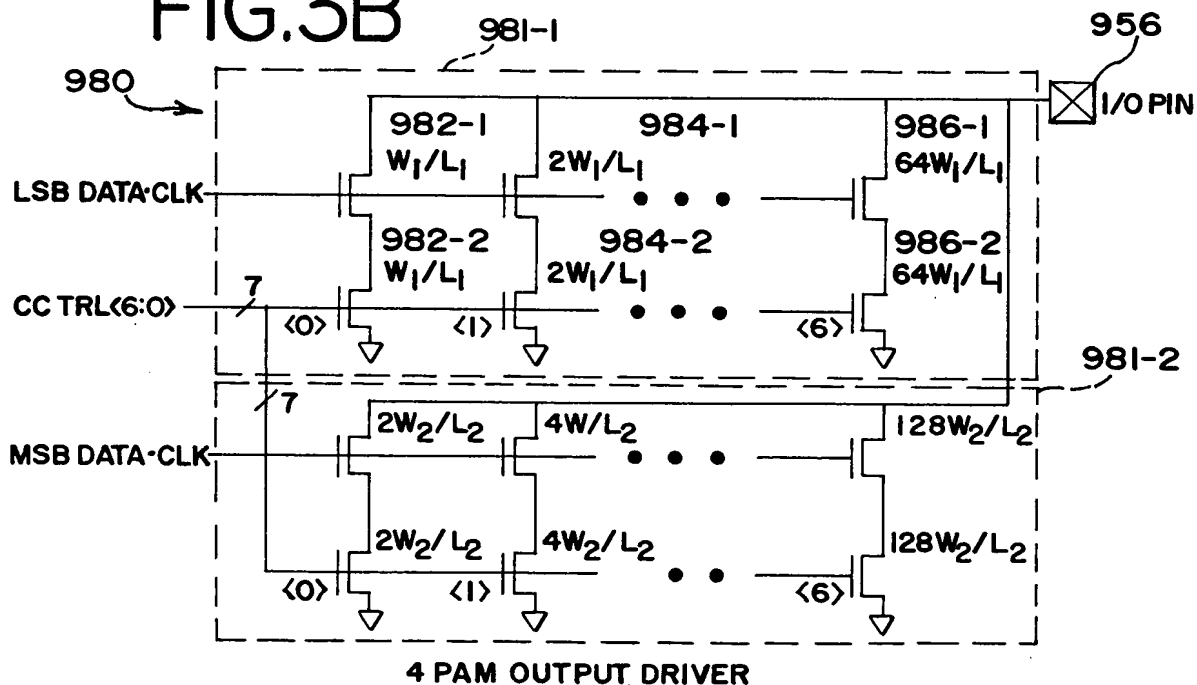 FIG.3B
981-1
956
980
I/O PIN
982-1
984-1
986-1
W₁/L₁
2W₁/L₁
64W₁/L₁
LSB DATA·CLK
982-2
984-2
986-2
W₁/L₁
2W₁/L₁
64W₁/L₁
7
CC TRL<6:0>
<0>
<1>
<6>
981-2
7
2W₂/L₂
4W/L₂
128W₂/L₂
MSB DATA·CLK
2W₂/L₂
4W₂/L₂
128W₂/L₂
<0>
<1>
<6>
4 PAM OUTPUT DRIVER